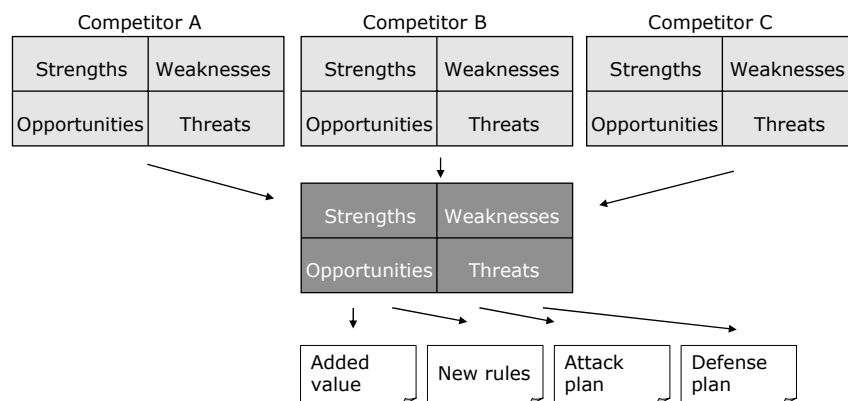 Competitor A
Competitor B
Competitor C
Strengths Weaknesses
Opportunities Threats
Strengths Weaknesses
Opportunities Threats
Strengths Weaknesses
Opportunities Threats
Strengths Weaknesses
Opportunities Threats
Added
value
New rules
Attack
plan
Defense
plan